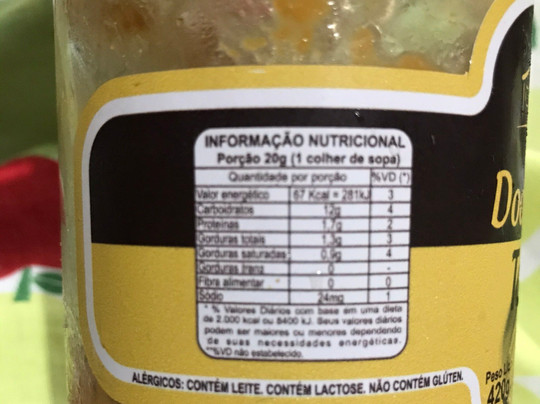 INFORMAÇÃO NUTRICIONAL
Porção 20g (1 colher de sopa)
Quantidade por porção %VD (*)
Valor energético 67 Kcal = 281kJ 3
Carboidratos 12g 4
Proteínas 1,7g 2
Gorduras totais 1,3g 3
Gorduras saturadas 0,9g 4
Gorduras trans 0 -
Fibra alimentar 0 0
Sódio 24mg 1
* % Valores Diários com base em uma dieta
de 2.000 kcal ou 8400 kJ. Seus valores diários
podem ser maiores ou menores dependendo
de suas necessidades energéticas.
**%VD não estabelecido.
ALÉRGICOS: CONTÉM LEITE. CONTÉM LACTOSE. NÃO CONTÉM GLÚTEN.
Do
Peso Líq
420g